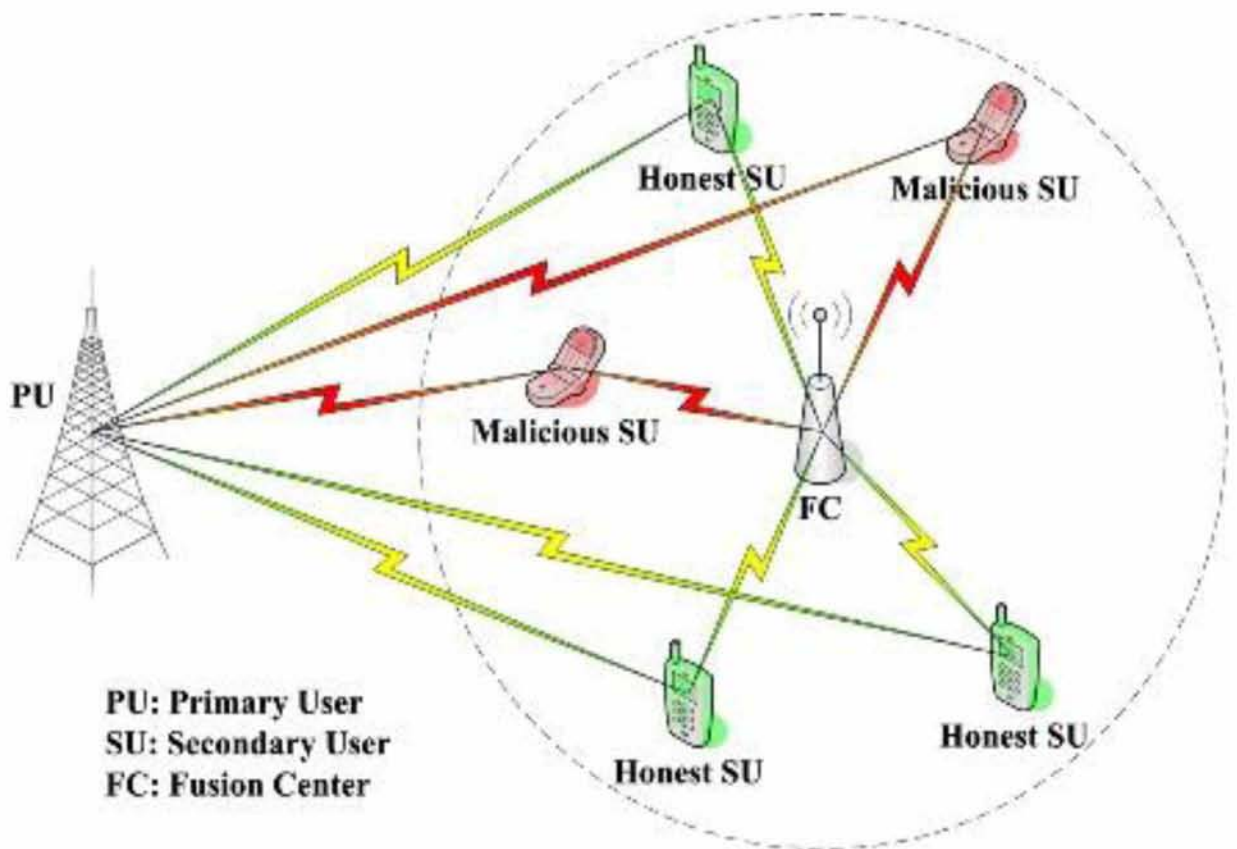 Honest SU
Malicious SU
PU
Malicious SU
FC
Honest SU
Honest SU
PU: Primary User
SU: Secondary User
FC: Fusion Center